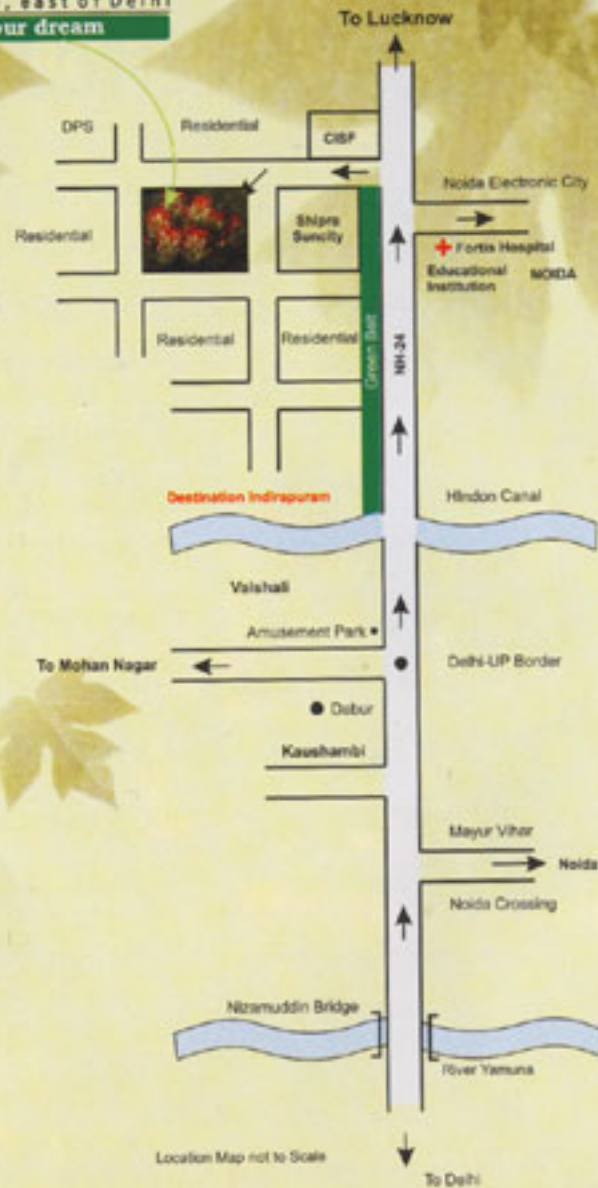 , east of Delhi
our dream
To Lucknow
DPS
Residential
CISF
Noida Electronic City
Residential
Shipra
Suncity
Fortis Hospital
Educational
Institution
NOIDA
Residential
Residential
Green Belt
NH-24
Destination Indirapuram
Hindon Canal
Vaishali
Amusement Park
To Mohan Nagar
Delhi-UP Border
Dabur
Kaushambi
Mayur Vihar
Noida
Noida Crossing
Nizamuddin Bridge
River Yamuna
Location Map not to Scale
To Delhi